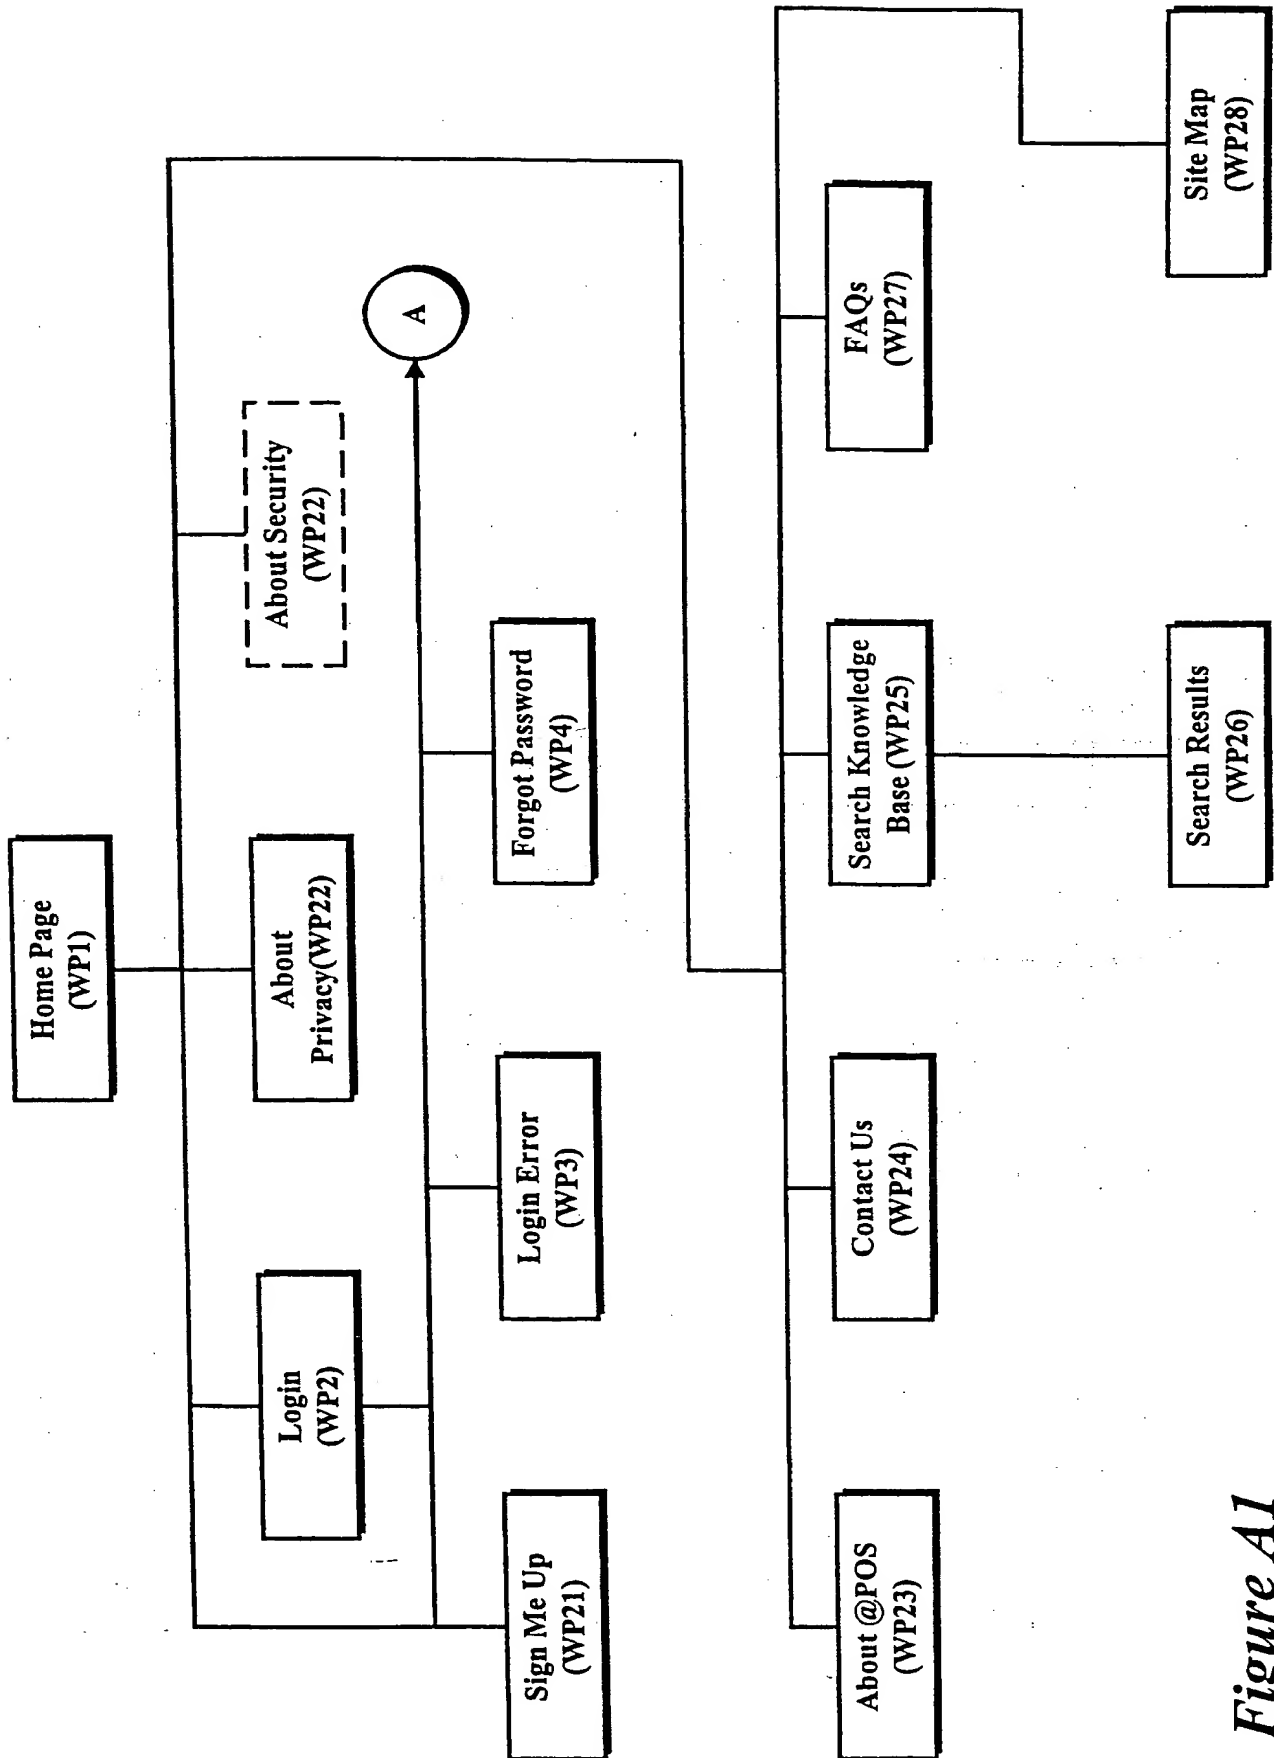 Home Page
(WP1)
Login
(WP2)
About
Privacy(WP22)
About Security
(WP22)
Sign Me Up
(WP21)
Login Error
(WP3)
Forgot Password
(WP4)
A
About @POS
(WP23)
Contact Us
(WP24)
Search Knowledge
Base (WP25)
FAQs
(WP27)
Search Results
(WP26)
Site Map
(WP28)
Figure A1